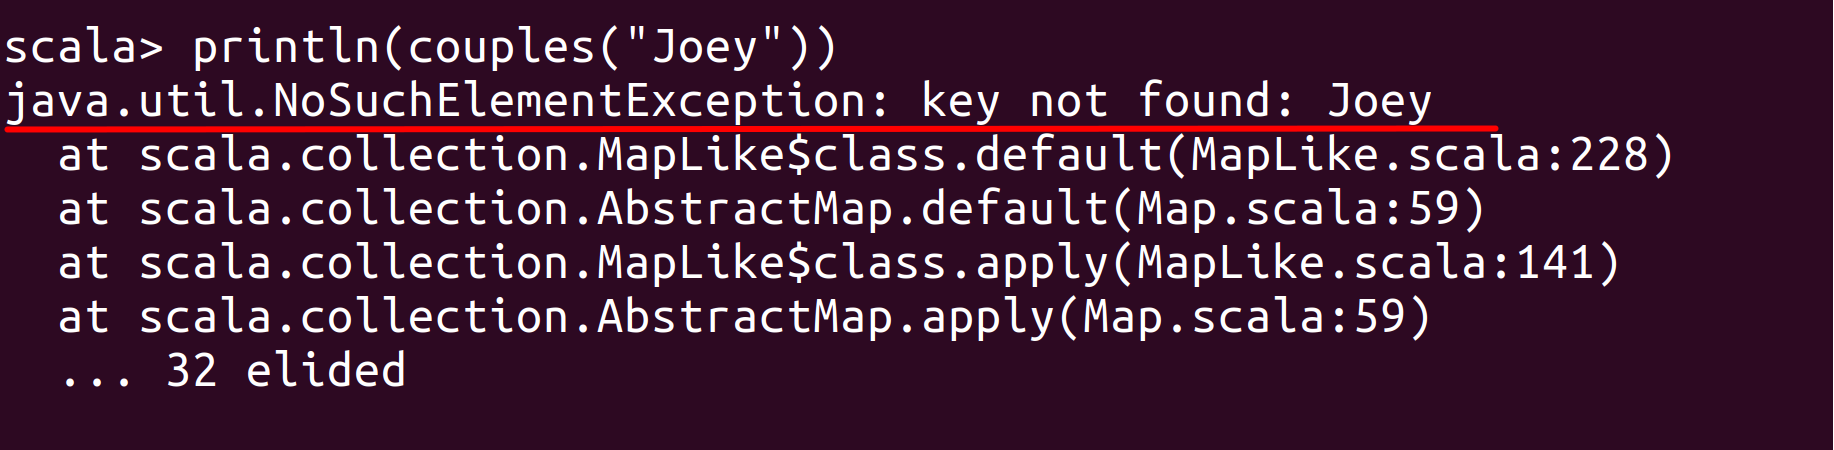 scala> println(couples("Joey"))
java.util.NoSuchElementException: key not found: Joey
  at scala.collection.MapLike$class.default(MapLike.scala:228)
  at scala.collection.AbstractMap.default(Map.scala:59)
  at scala.collection.MapLike$class.apply(MapLike.scala:141)
  at scala.collection.AbstractMap.apply(Map.scala:59)
  ... 32 elided